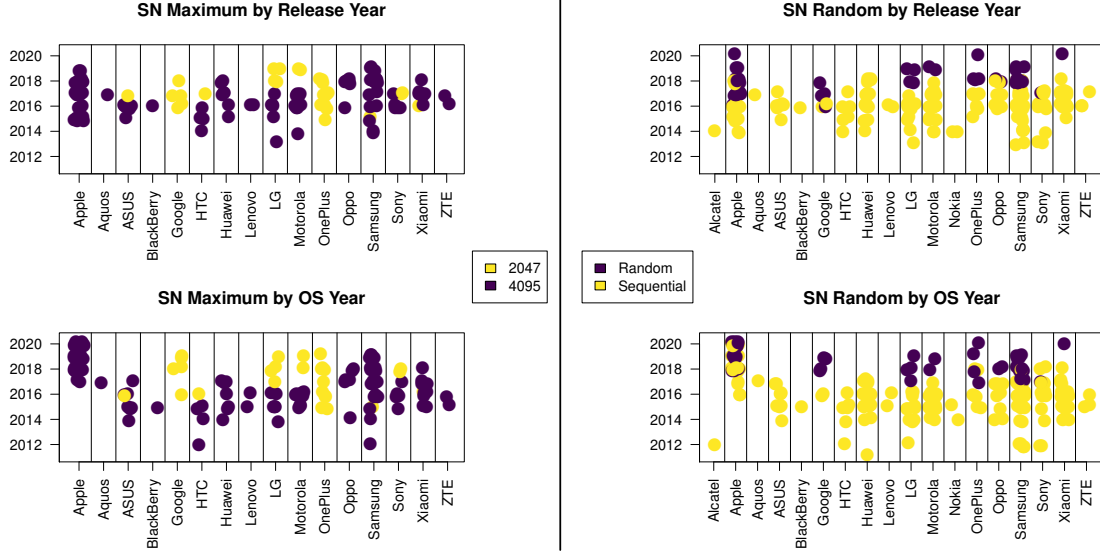 SN Maximum by Release Year
2020
2018
2016
2014
2012
Apple
Aquos
ASUS
BlackBerry
Google
HTC
Huawei
Lenovo
LG
Motorola
OnePlus
Oppo
Samsung
Sony
Xiaomi
ZTE
2047
4095
SN Maximum by OS Year
2020
2018
2016
2014
2012
Apple
Aquos
ASUS
BlackBerry
Google
HTC
Huawei
Lenovo
LG
Motorola
OnePlus
Oppo
Samsung
Sony
Xiaomi
ZTE
SN Random by Release Year
2020
2018
2016
2014
2012
Alcatel
Apple
Aquos
ASUS
BlackBerry
Google
HTC
Huawei
Lenovo
LG
Motorola
Nokia
OnePlus
Oppo
Samsung
Sony
Xiaomi
ZTE
Random
Sequential
SN Random by OS Year
2020
2018
2016
2014
2012
Alcatel
Apple
Aquos
ASUS
BlackBerry
Google
HTC
Huawei
Lenovo
LG
Motorola
Nokia
OnePlus
Oppo
Samsung
Sony
Xiaomi
ZTE